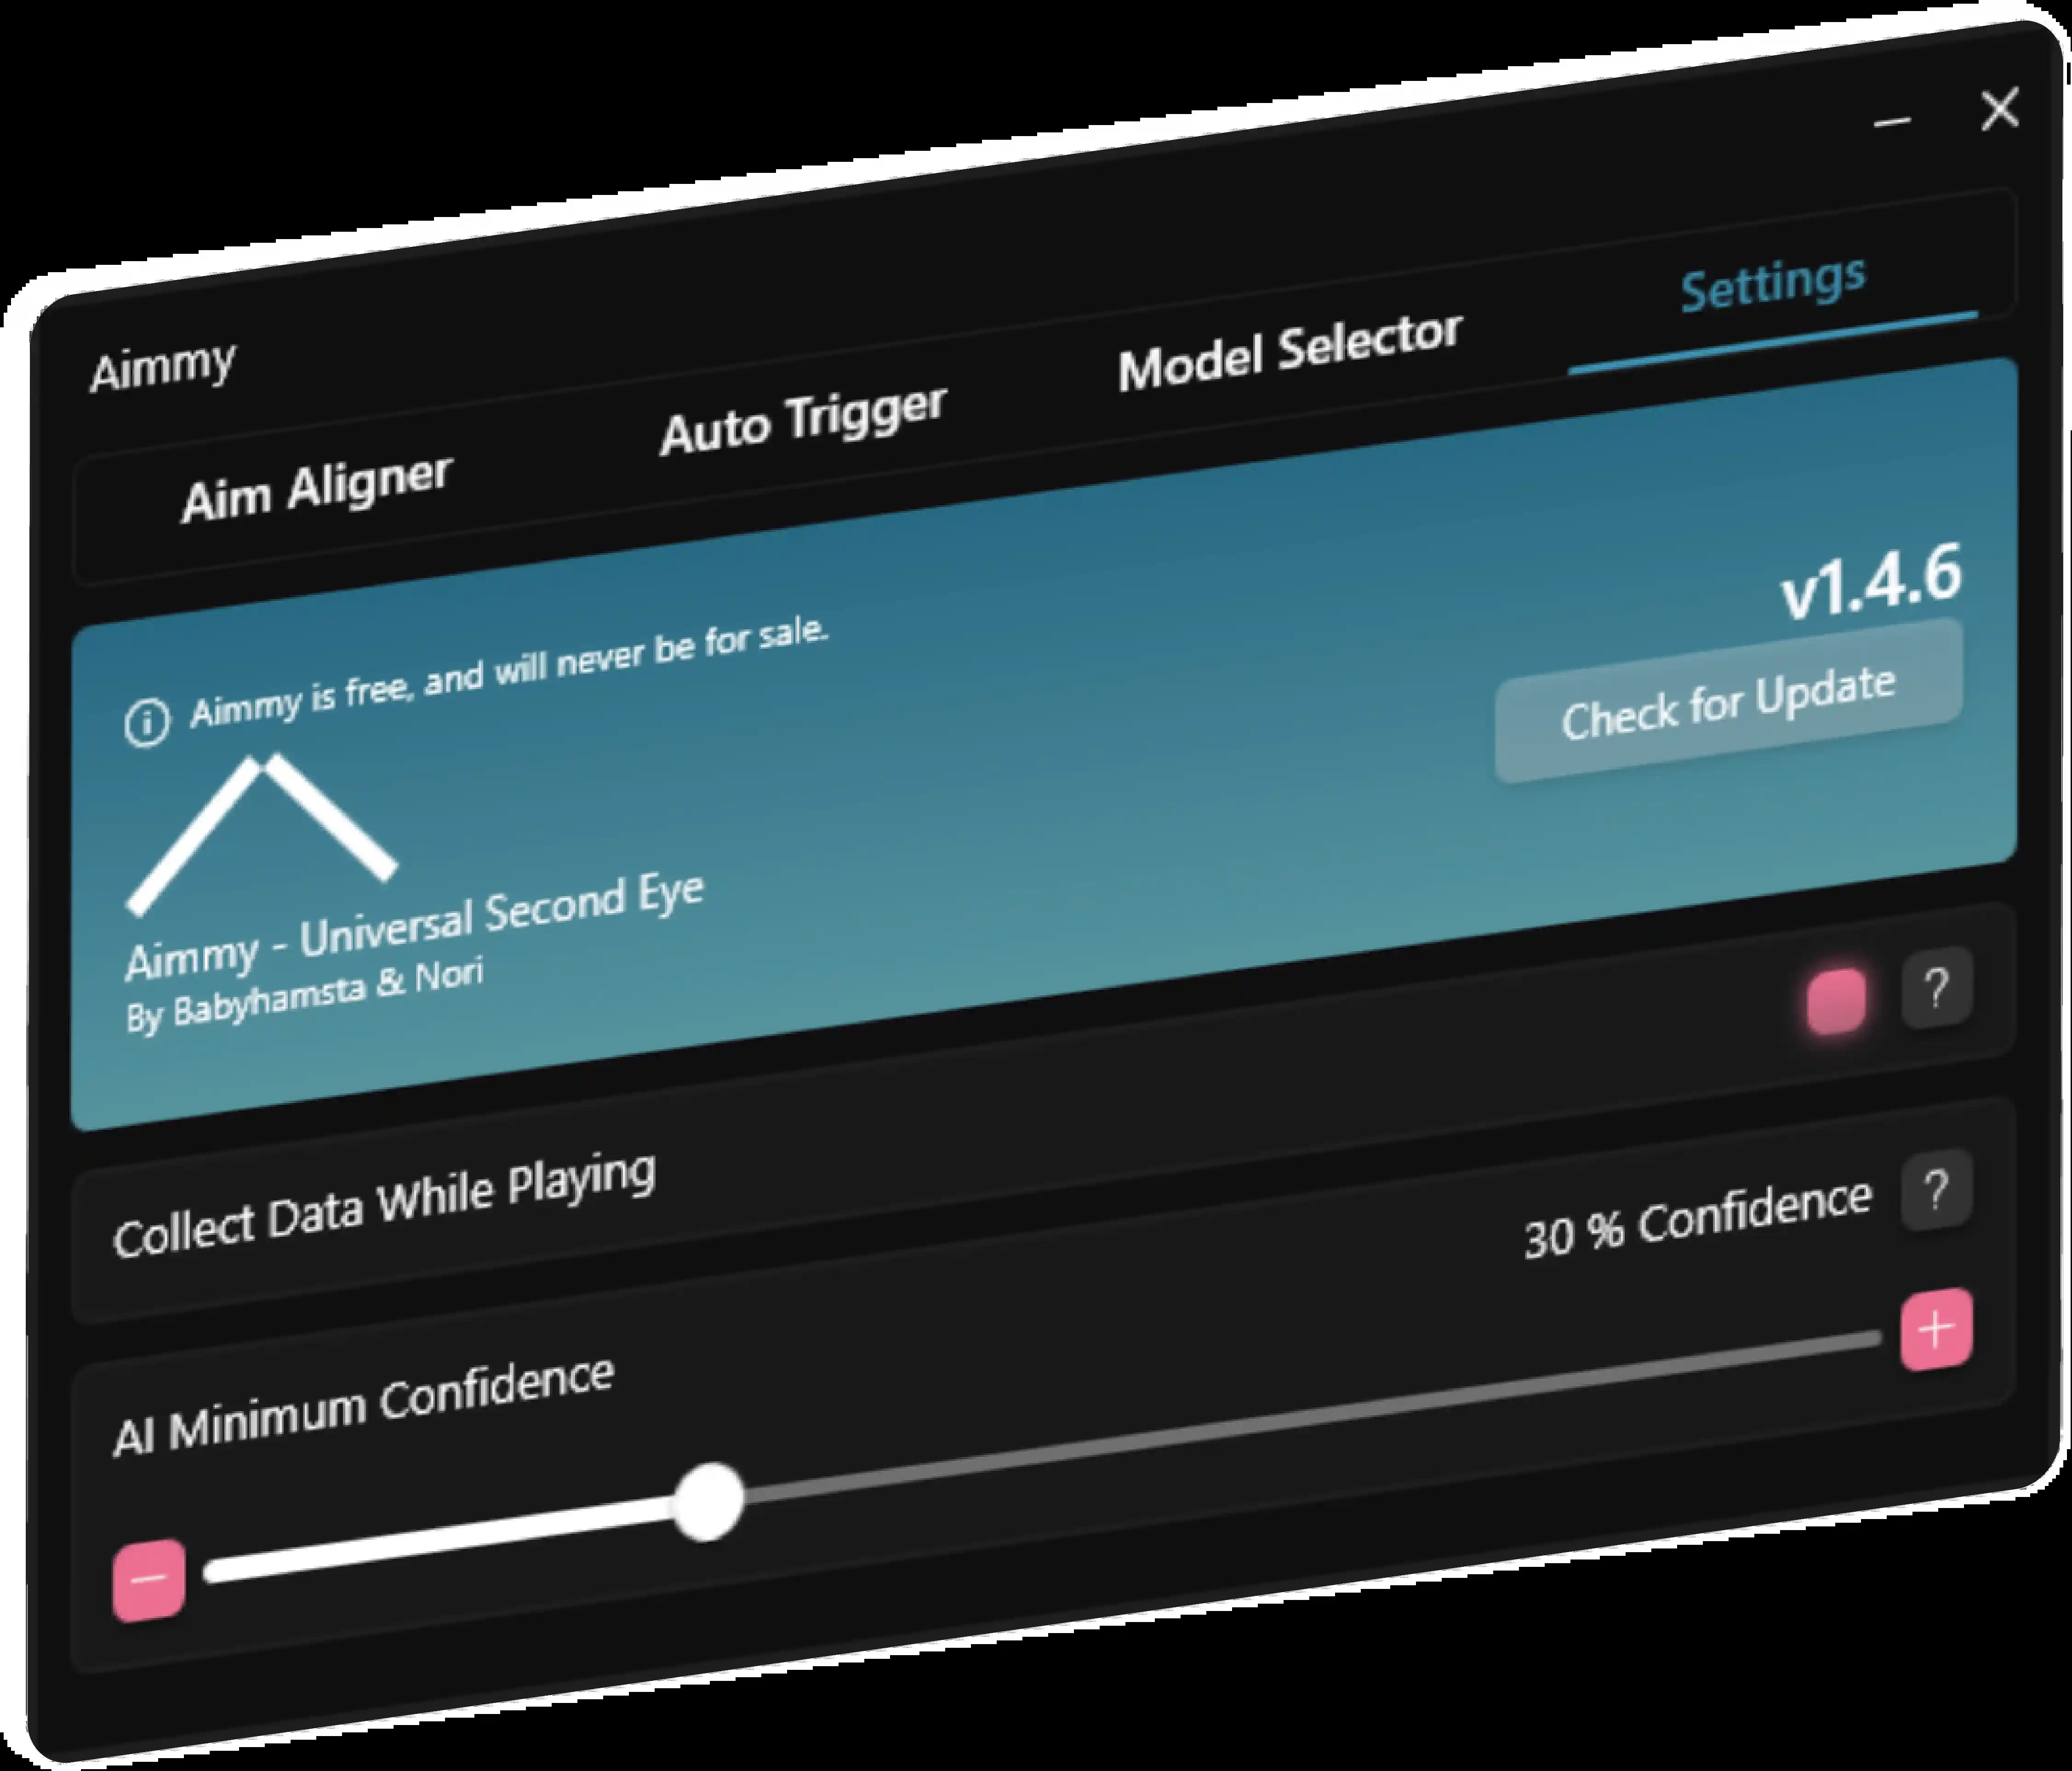 Aimmy
Aim Aligner
Auto Trigger
Model Selector
Settings
Aimmy is free, and will never be for sale.
v1.4.6
Check for Update
Aimmy - Universal Second Eye
By Babyhamsta & Nori
Collect Data While Playing
?
AI Minimum Confidence
30 % Confidence
?